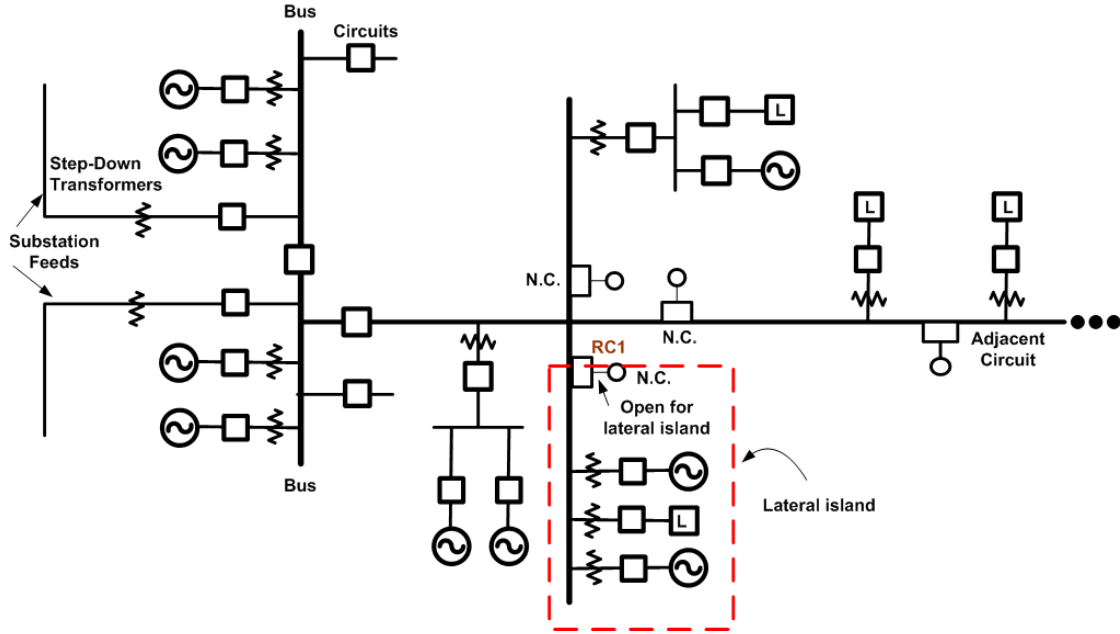 Bus
Circuits
L
Step-Down
Transformers
L
L
Substation
Feeds
N.C.
N.C.
Adjacent
Circuit
RC1
N.C.
Open for
lateral island
Bus
Lateral island
L